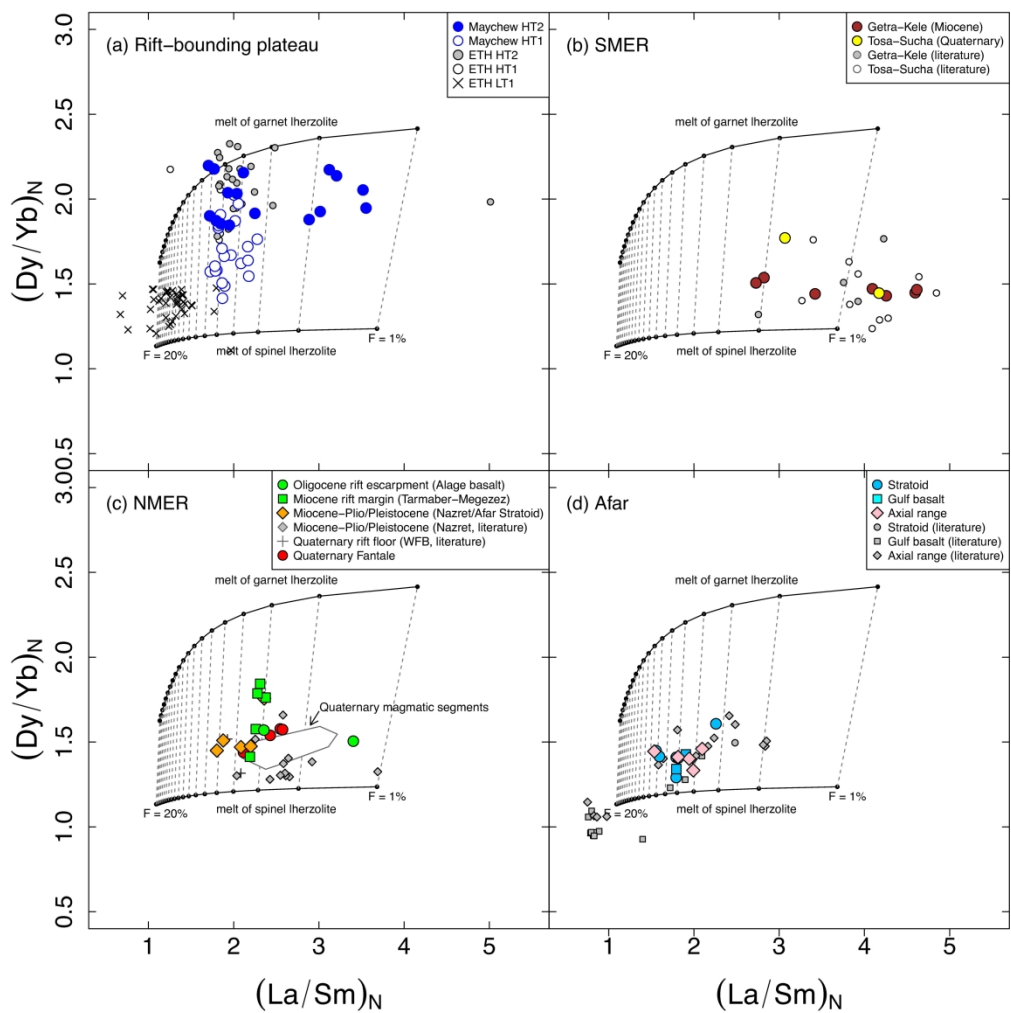 (a) Rift−bounding plateau
Maychew HT2
Maychew HT1
ETH HT2
ETH HT1
ETH LT1
melt of garnet lherzolite
F = 20%
melt of spinel lherzolite
F = 1%
(b) SMER
Getra−Kele (Miocene)
Tosa−Sucha (Quaternary)
Getra−Kele (literature)
Tosa−Sucha (literature)
melt of garnet lherzolite
F = 20%
melt of spinel lherzolite
F = 1%
3.0
2.5
2.0
1.5
1.0
0.5
(Dy/Yb)N
(c) NMER
Oligocene rift escarpment (Alage basalt)
Miocene rift margin (Tarmaber−Megezez)
Miocene−Plio/Pleistocene (Nazret/Afar Stratoid)
Miocene−Plio/Pleistocene (Nazret, literature)
Quaternary rift floor (WFB, literature)
Quaternary Fantale
melt of garnet lherzolite
Quaternary magmatic segments
F = 20%
melt of spinel lherzolite
F = 1%
(d) Afar
Stratoid
Gulf basalt
Axial range
Stratoid (literature)
Gulf basalt (literature)
Axial range (literature)
melt of garnet lherzolite
F = 20%
melt of spinel lherzolite
F = 1%
3.0
2.5
2.0
1.5
1.0
0.5
(Dy/Yb)N
1 2 3 4 5
1 2 3 4 5
(La/Sm)N
(La/Sm)N